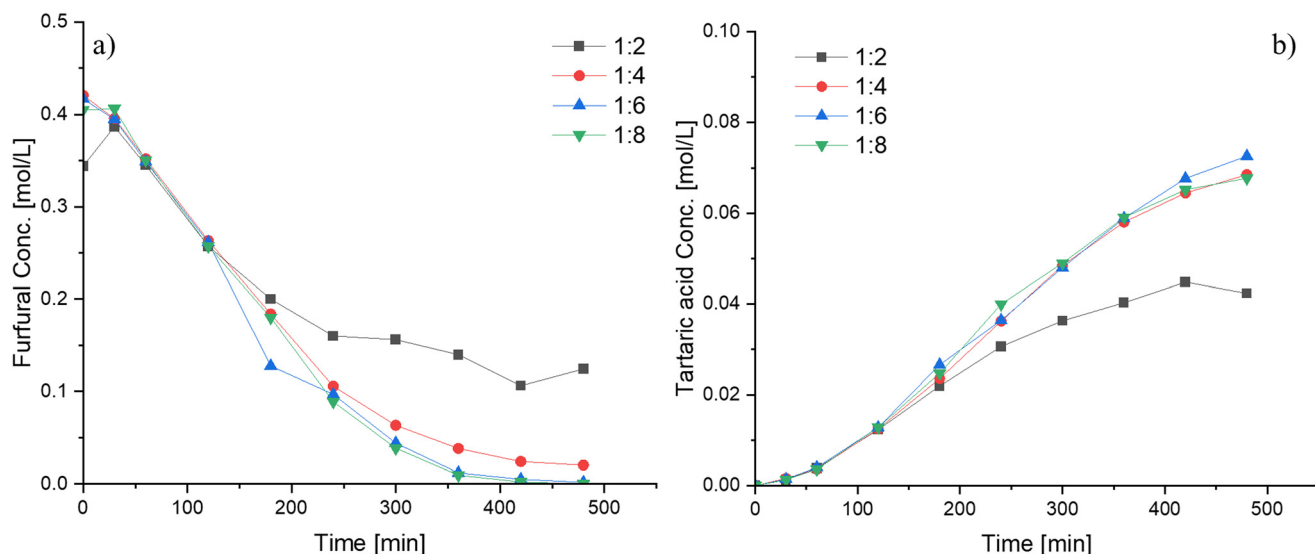 a)
1:2
1:4
1:6
1:8
Furfural Conc. [mol/L]
0.5
0.4
0.3
0.2
0.1
0.0
0 100 200 300 400 500
Time [min]
b)
1:2
1:4
1:6
1:8
Tartaric acid Conc. [mol/L]
0.10
0.08
0.06
0.04
0.02
0.00
0 100 200 300 400 500
Time [min]